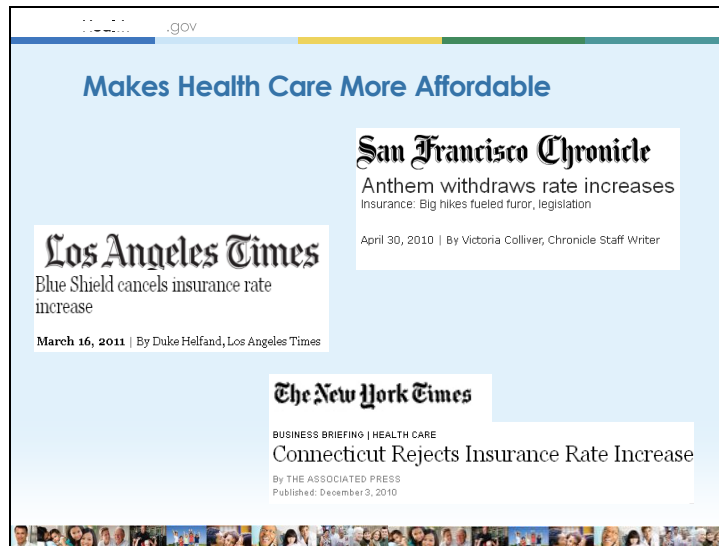 .gov
Makes Health Care More Affordable
San Francisco Chronicle
Anthem withdraws rate increases
Insurance: Big hikes fueled furor, legislation
April 30, 2010 | By Victoria Colliver, Chronicle Staff Writer
Los Angeles Times
Blue Shield cancels insurance rate
increase
March 16, 2011 | By Duke Helfand, Los Angeles Times
The New York Times
BUSINESS BRIEFING | HEALTH CARE
Connecticut Rejects Insurance Rate Increase
By THE ASSOCIATED PRESS
Published: December 3, 2010